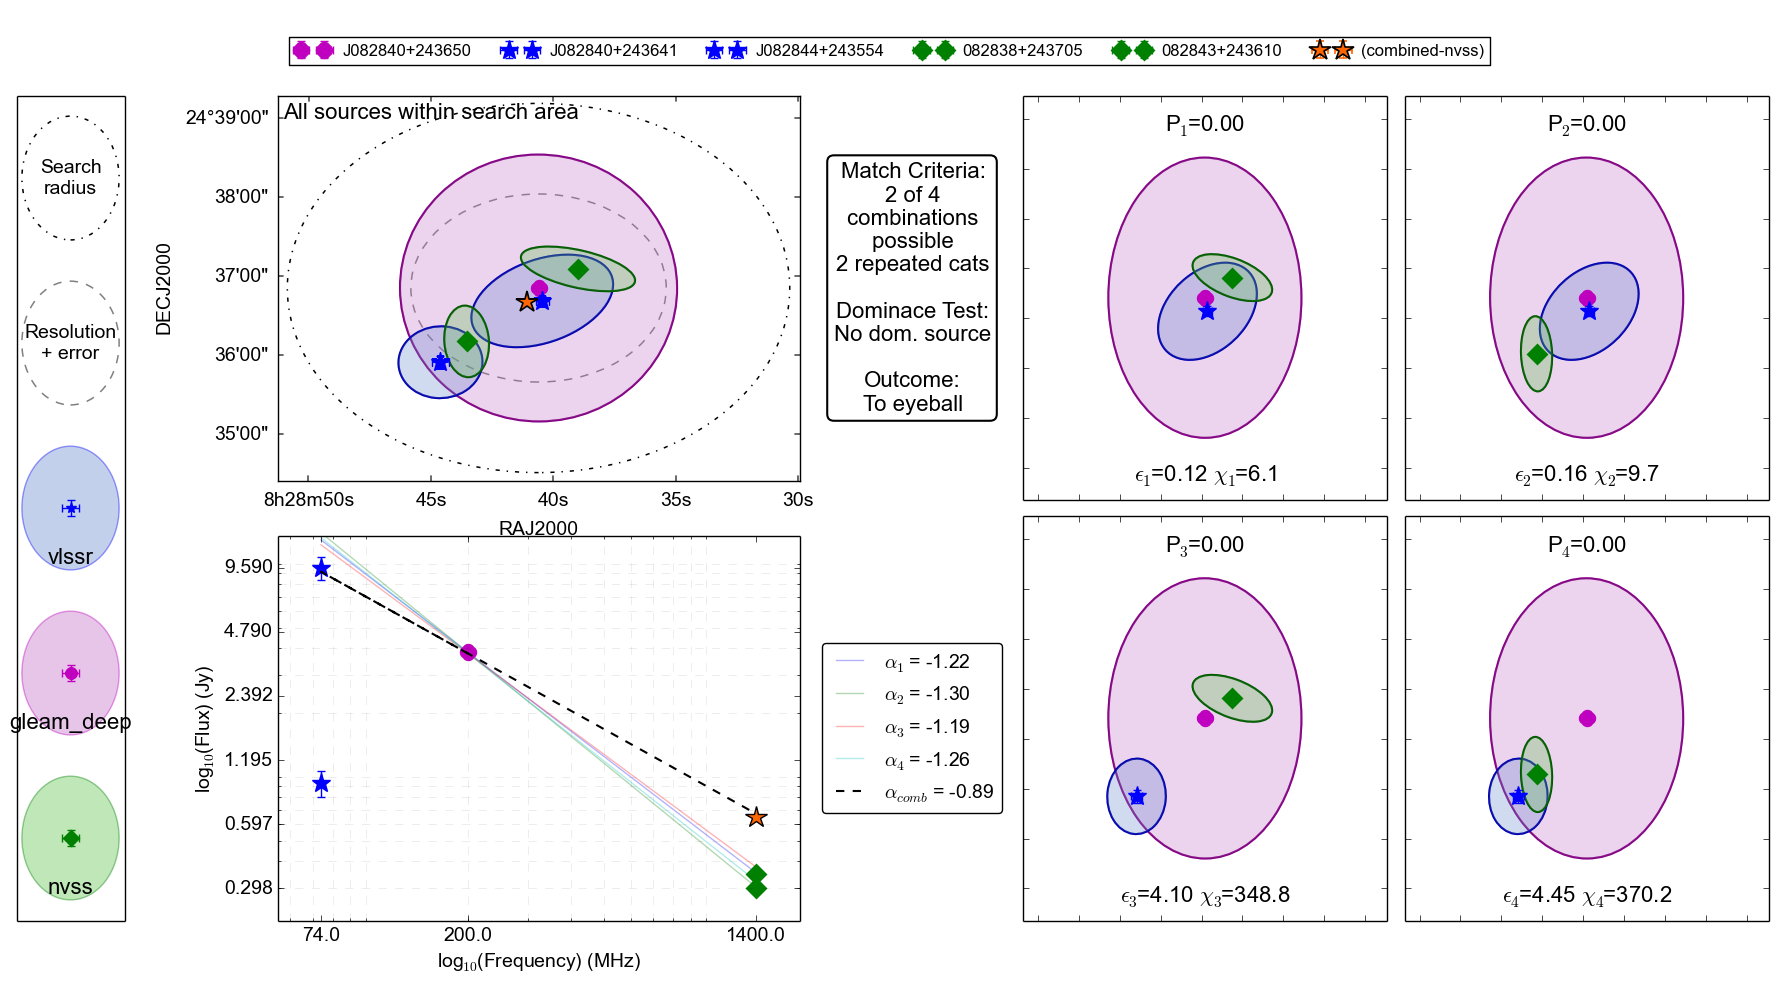 J082840+243650 J082840+243641 J082844+243554 082838+243705 082843+243610 (combined-nvss)
Search
radius
Resolution
+ error
vlssr
gleam_deep
nvss
All sources within search area
24°39'00"
38'00"
37'00"
36'00"
35'00"
DECJ2000
8h28m50s 45s 40s 35s 30s
RAJ2000
Match Criteria:
2 of 4
combinations
possible
2 repeated cats
Dominace Test:
No dom. source
Outcome:
To eyeball
P1=0.00
ϵ1=0.12 χ1=6.1
P2=0.00
ϵ2=0.16 χ2=9.7
9.590
4.790
2.392
1.195
0.597
0.298
log10(Flux) (Jy)
74.0 200.0 1400.0
log10(Frequency) (MHz)
α1 = -1.22
α2 = -1.30
α3 = -1.19
α4 = -1.26
αcomb = -0.89
P3=0.00
ϵ3=4.10 χ3=348.8
P4=0.00
ϵ4=4.45 χ4=370.2